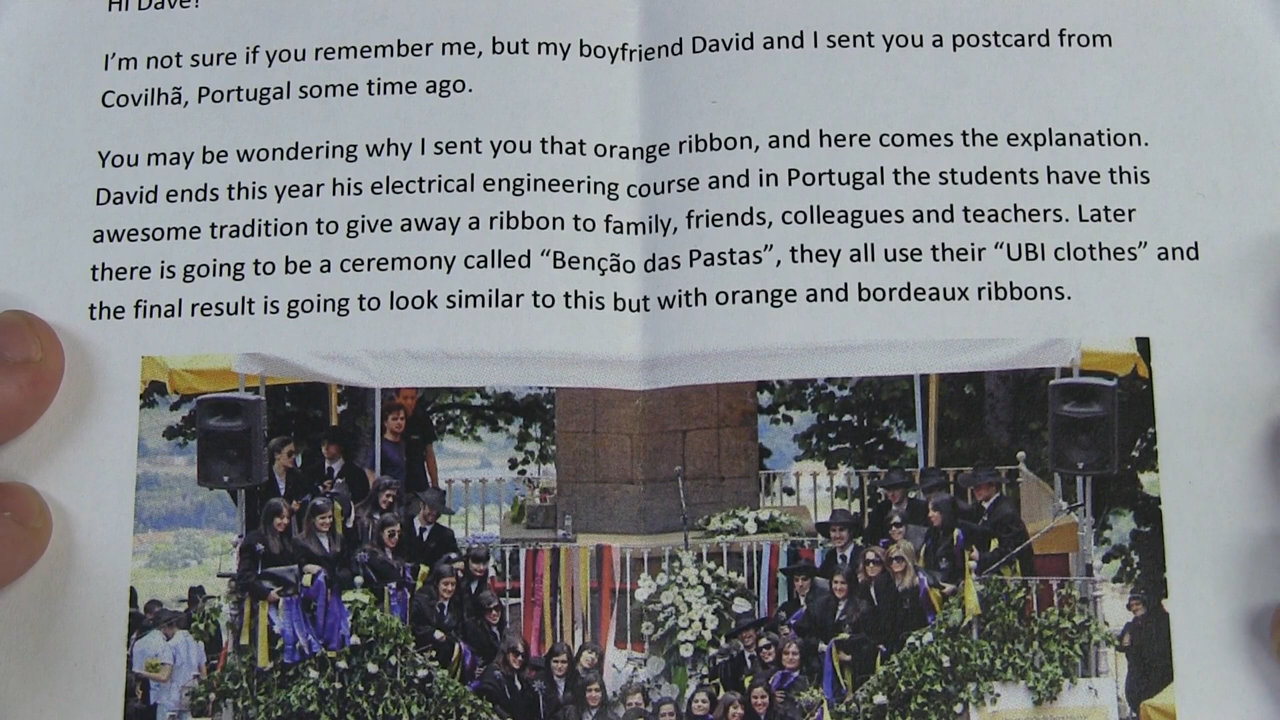 Hi Dave!
I'm not sure if you remember me, but my boyfriend David and I sent you a postcard from
Covilhã, Portugal some time ago.
You may be wondering why I sent you that orange ribbon, and here comes the explanation.
David ends this year his electrical engineering course and in Portugal the students have this
awesome tradition to give away a ribbon to family, friends, colleagues and teachers. Later
there is going to be a ceremony called “Benção das Pastas”, they all use their “UBI clothes” and
the final result is going to look similar to this but with orange and bordeaux ribbons.